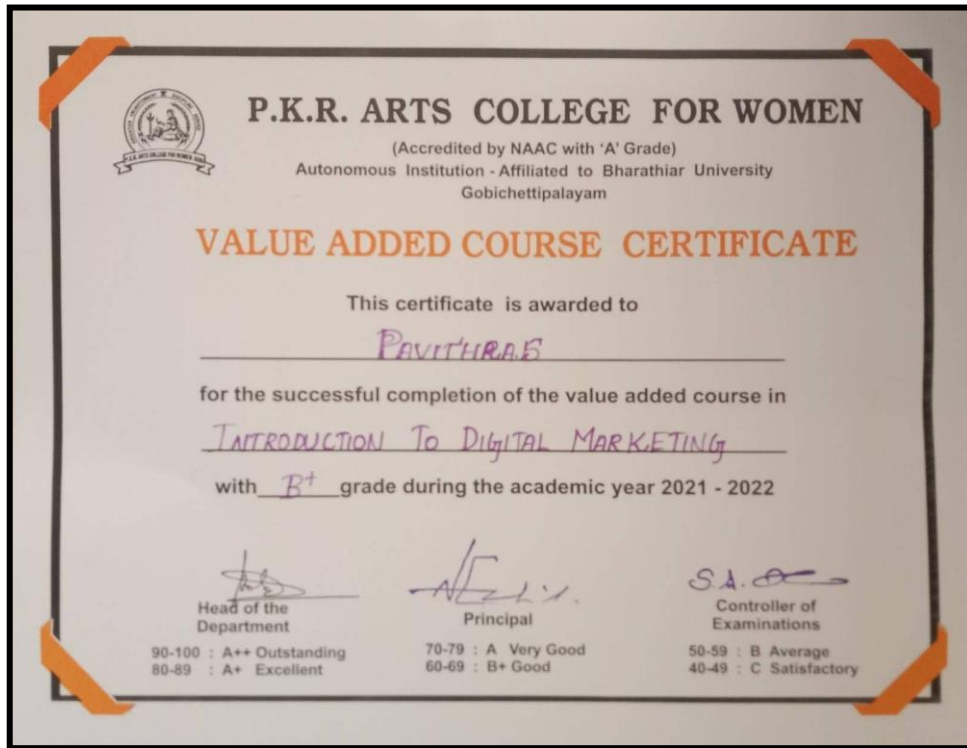 P.K.R. ARTS COLLEGE FOR WOMEN
(Accredited by NAAC with ‘A’ Grade)
Autonomous Institution - Affiliated to Bharathiar University
Gobichettipalayam
VALUE ADDED COURSE CERTIFICATE
This certificate is awarded to
PAVITHRA.S
for the successful completion of the value added course in
INTRODUCTION TO DIGITAL MARKETING
with B+ grade during the academic year 2021 - 2022
Head of the
Department
Principal
S.A.
Controller of
Examinations
90-100 : A++ Outstanding
80-89 : A+ Excellent
70-79 : A Very Good
60-69 : B+ Good
50-59 : B Average
40-49 : C Satisfactory